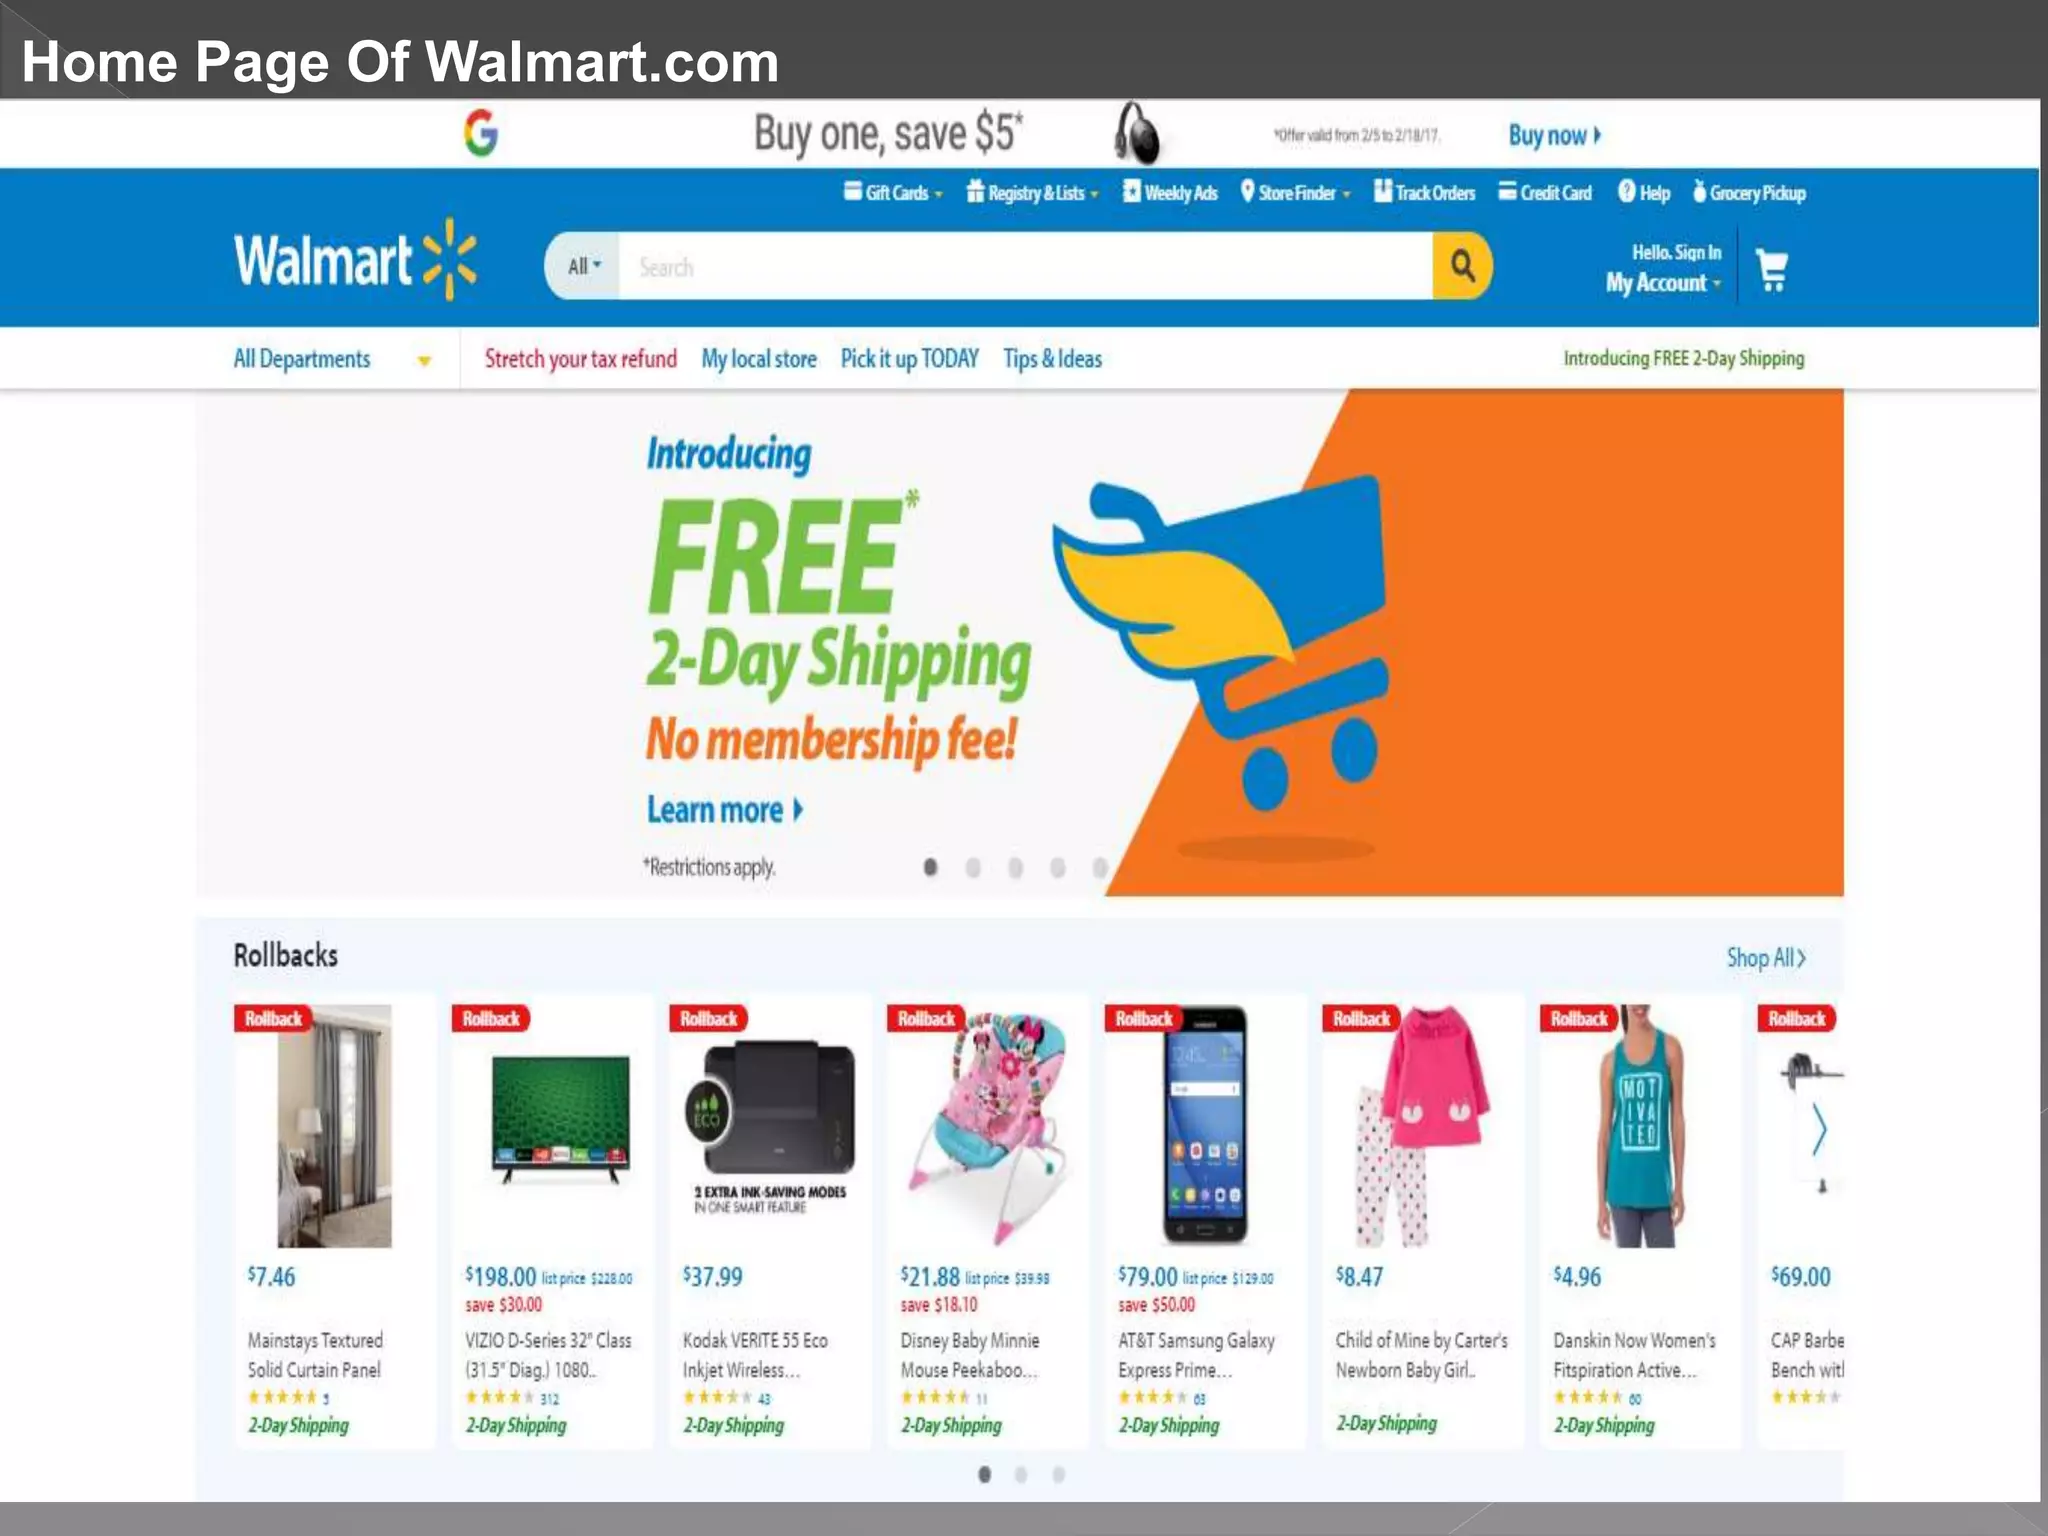 Home Page Of Walmart.com
Buy one, save $5*
*Offer valid from 2/5 to 2/18/17.
Buy now
Gift Cards
Registry & Lists
Weekly Ads
Store Finder
Track Orders
Credit Card
Help
Grocery Pickup
Walmart
All
Search
Hello. Sign In
My Account
All Departments
Stretch your tax refund
My local store
Pick it up TODAY
Tips & Ideas
Introducing FREE 2-Day Shipping
Introducing
FREE*
2-Day Shipping
No membership fee!
Learn more
*Restrictions apply.
Rollbacks
Shop All
Rollback
$7.46
Mainstays Textured
Solid Curtain Panel
5
2-Day Shipping
Rollback
$198.00 list price $228.00
save $30.00
VIZIO D-Series 32" Class
(31.5" Diag.) 1080..
312
2-Day Shipping
Rollback
ECO
2 EXTRA INK-SAVING MODES
IN ONE SMART FEATURE
$37.99
Kodak VERITE 55 Eco
Inkjet Wireless...
43
2-Day Shipping
Rollback
$21.88 list price $39.98
save $18.10
Disney Baby Minnie
Mouse Peekaboo...
11
2-Day Shipping
Rollback
SAMSUNG
12:45
$79.00 list price $129.00
save $50.00
AT&T Samsung Galaxy
Express Prime...
63
2-Day Shipping
Rollback
$8.47
Child of Mine by Carter's
Newborn Baby Girl..
2-Day Shipping
Rollback
MOT
IVA
TED
$4.96
Danskin Now Women's
Fitspiration Active...
60
2-Day Shipping
Rollback
$69.00
CAP Barbe
Bench with